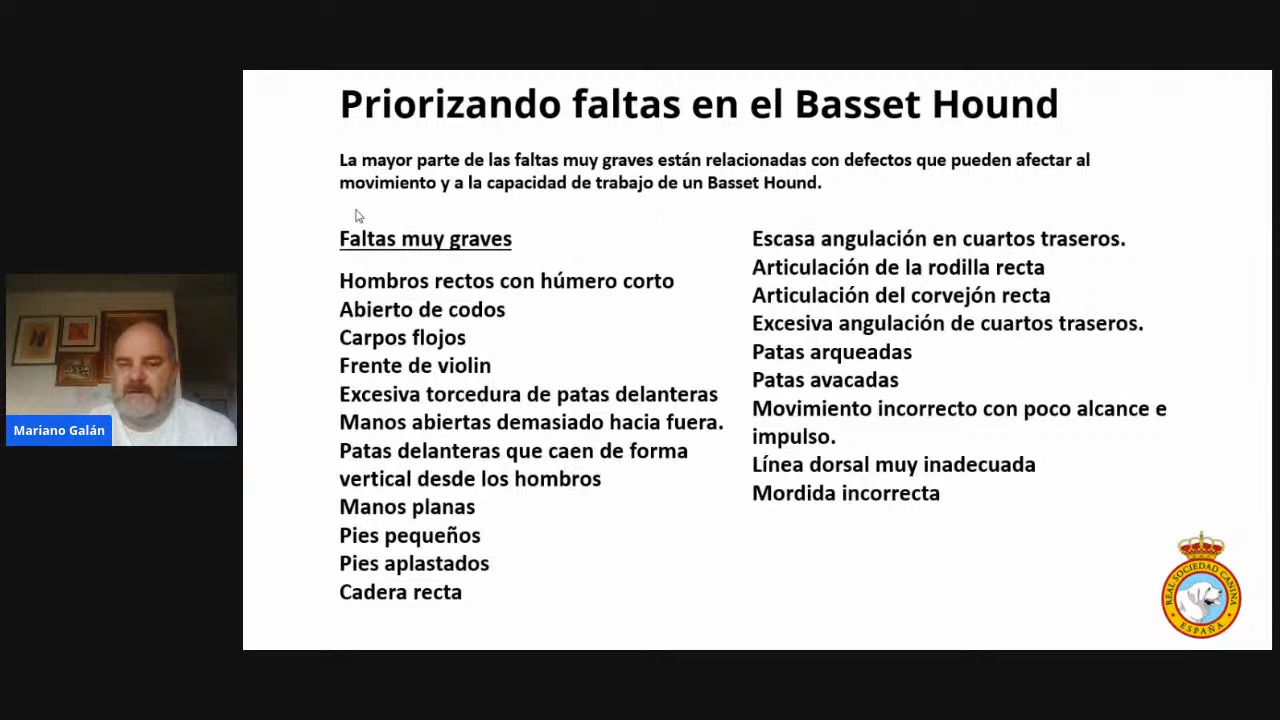 Priorizando faltas en el Basset Hound
La mayor parte de las faltas muy graves están relacionadas con defectos que pueden afectar al
movimiento y a la capacidad de trabajo de un Basset Hound.
Faltas muy graves
Hombros rectos con húmero corto
Abierto de codos
Carpos flojos
Frente de violin
Excesiva torcedura de patas delanteras
Manos abiertas demasiado hacia fuera.
Patas delanteras que caen de forma
vertical desde los hombros
Manos planas
Pies pequeños
Pies aplastados
Cadera recta
Escasa angulación en cuartos traseros.
Articulación de la rodilla recta
Articulación del corvejón recta
Excesiva angulación de cuartos traseros.
Patas arqueadas
Patas avacadas
Movimiento incorrecto con poco alcance e
impulso.
Línea dorsal muy inadecuada
Mordida incorrecta
Mariano Galán
REAL SOCIEDAD CANINA
ESPAÑA